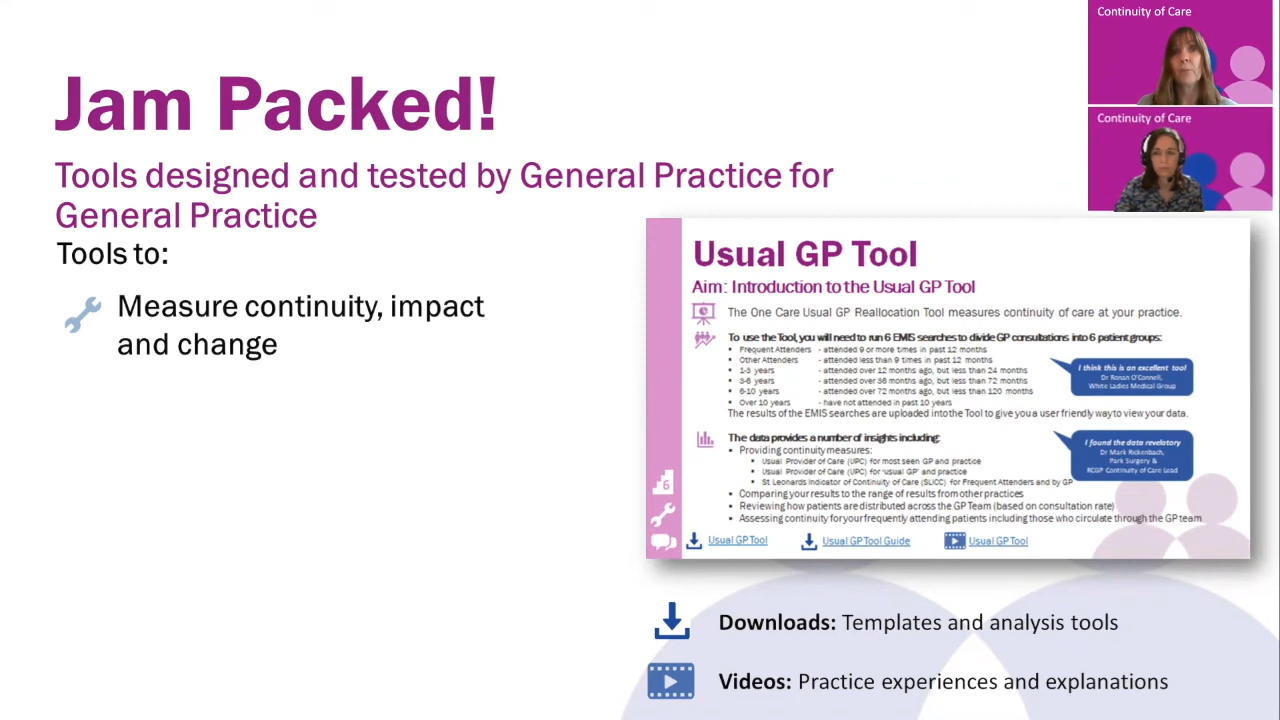 Continuity of Care
Continuity of Care
Jam Packed!
Tools designed and tested by General Practice for
General Practice
Tools to:
Measure continuity, impact
and change
Usual GP Tool
Aim: Introduction to the Usual GP Tool
The One Care Usual GP Reallocation Tool measures continuity of care at your practice.
To use the Tool, you will need to run 6 EMIS searches to divide GP consultations into 6 patient groups:
Frequent Attenders - attended 9 or more times in past 12 months
Other Attenders - attended less than 9 times in past 12 months
1-3 years - attended over 12 months ago, but less than 24 months
3-6 years - attended over 36 months ago, but less than 72 months
6-10 years - attended over 72 months ago, but less than 120 months
Over 10 years - have not attended in past 10 years
The results of the EMIS searches are uploaded into the Tool to give you a user friendly way to view your data.
I think this is an excellent tool
Dr Ronan O'Connell,
White Ladies Medical Group
The data provides a number of insights including:
Providing continuity measures:
Usual Provider of Care (UPC) for most seen GP and practice
Usual Provider of Care (UPC) for 'usual GP' and practice
St Leonards Indicator of Continuity of Care (SLICC) for Frequent Attenders and by GP
Comparing your results to the range of results from other practices
Reviewing how patients are distributed across the GP Team (based on consultation rate)
Assessing continuity for your frequently attending patients including those who circulate through the GP team
I found the data revelatory
Dr Mark Rickenbach,
Park Surgery &
RCGP Continuity of Care Lead
6
Usual GP Tool
Usual GP Tool Guide
Usual GP Tool
Downloads: Templates and analysis tools
Videos: Practice experiences and explanations